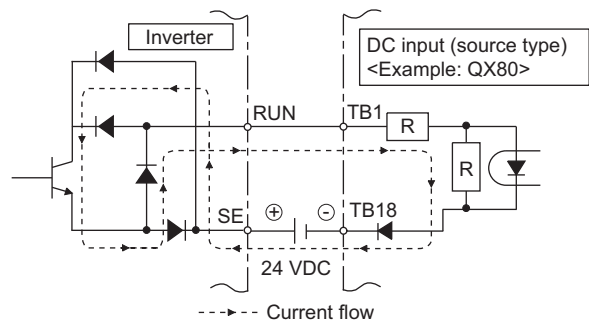 Inverter
DC input (source type)
<Example: QX80>
RUN
TB1
R
R
SE
+
-
TB18
24 VDC
Current flow